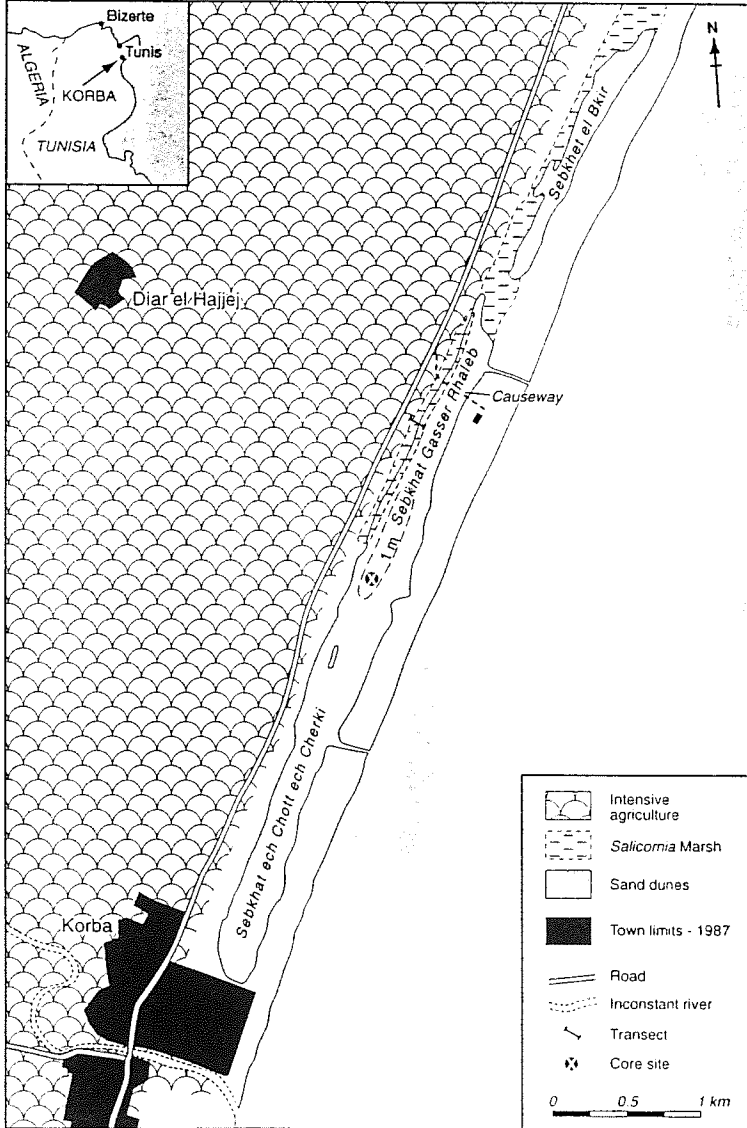 Bizerte
Tunis
ALGERIA
KORBA
TUNISIA
N
Sebkhet el Bkir
Diar el Hajjej
Causeway
1m Sebkhat Gasser Rhaleb
Sebkhat ech Chott ech Cherki
Korba
Intensive
agriculture
Salicornia Marsh
Sand dunes
Town limits - 1987
Road
Inconstant river
Transect
Core site
0 0.5 1 km